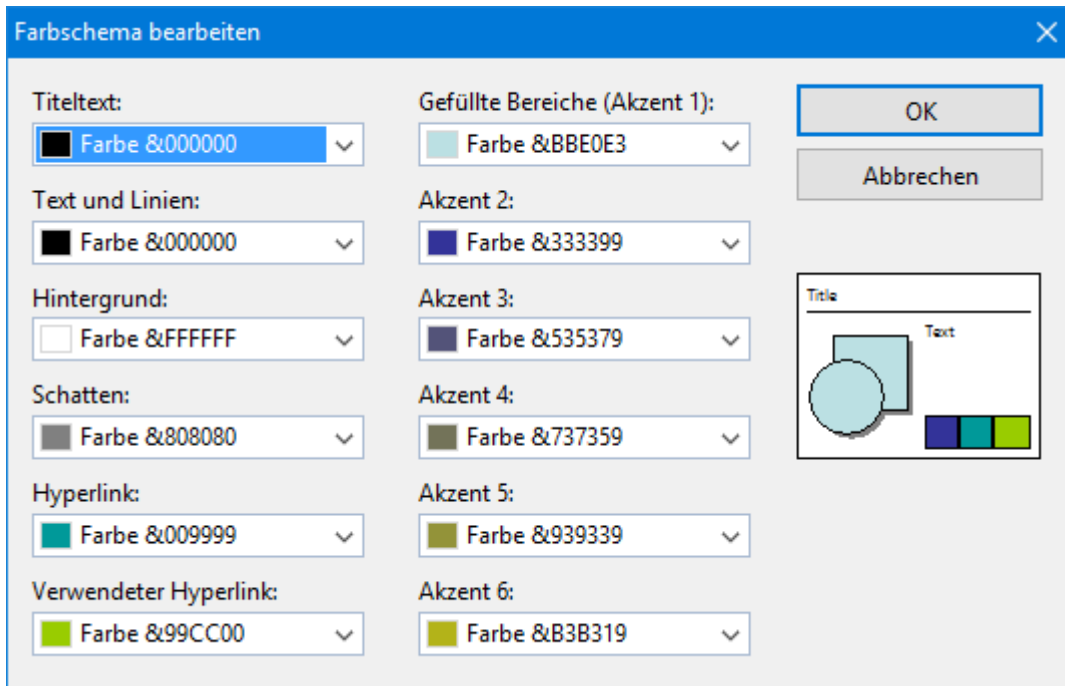 Farbschema bearbeiten
Titeltext:
Farbe &000000
Text und Linien:
Farbe &000000
Hintergrund:
Farbe &FFFFFF
Schatten:
Farbe &808080
Hyperlink:
Farbe &009999
Verwendeter Hyperlink:
Farbe &99CC00
Gefüllte Bereiche (Akzent 1):
Farbe &BBE0E3
Akzent 2:
Farbe &333399
Akzent 3:
Farbe &535379
Akzent 4:
Farbe &737359
Akzent 5:
Farbe &939339
Akzent 6:
Farbe &B3B319
OK
Abbrechen
Title
Text